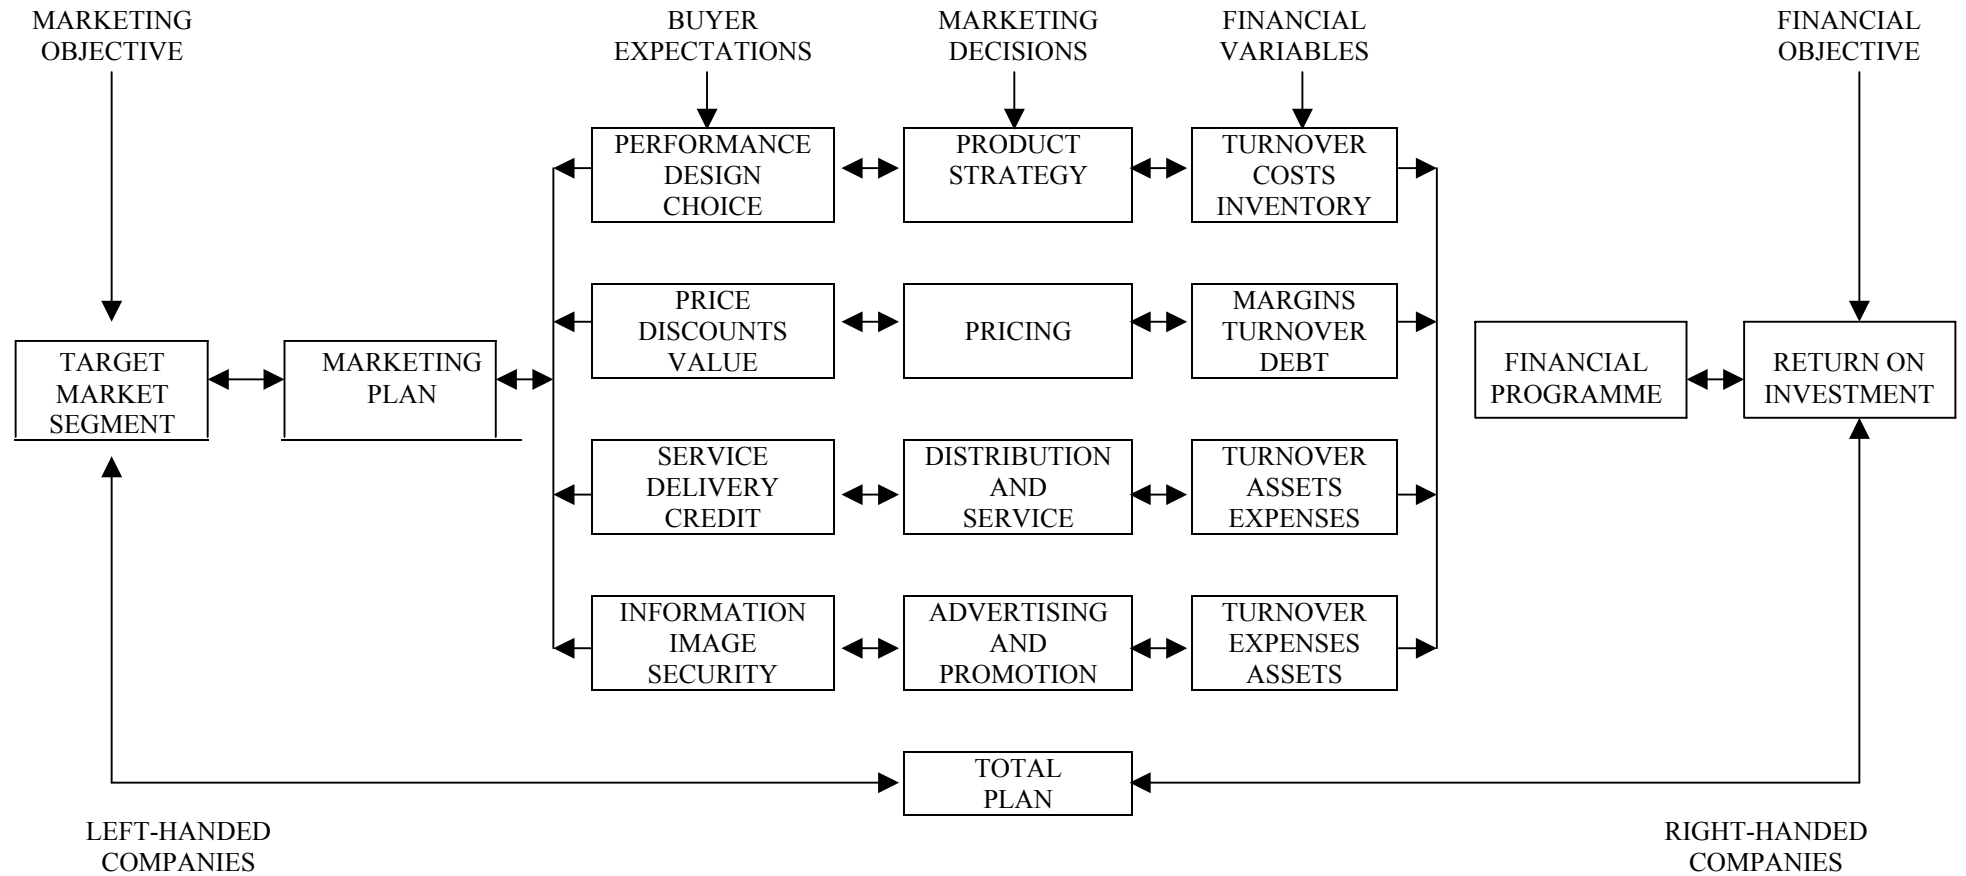 MARKETING
OBJECTIVE
BUYER
EXPECTATIONS
MARKETING
DECISIONS
FINANCIAL
VARIABLES
FINANCIAL
OBJECTIVE
PERFORMANCE
DESIGN
CHOICE
PRODUCT
STRATEGY
TURNOVER
COSTS
INVENTORY
PRICE
DISCOUNTS
VALUE
PRICING
MARGINS
TURNOVER
DEBT
TARGET
MARKET
SEGMENT
MARKETING
PLAN
FINANCIAL
PROGRAMME
RETURN ON
INVESTMENT
SERVICE
DELIVERY
CREDIT
DISTRIBUTION
AND
SERVICE
TURNOVER
ASSETS
EXPENSES
INFORMATION
IMAGE
SECURITY
ADVERTISING
AND
PROMOTION
TURNOVER
EXPENSES
ASSETS
TOTAL
PLAN
LEFT-HANDED
COMPANIES
RIGHT-HANDED
COMPANIES